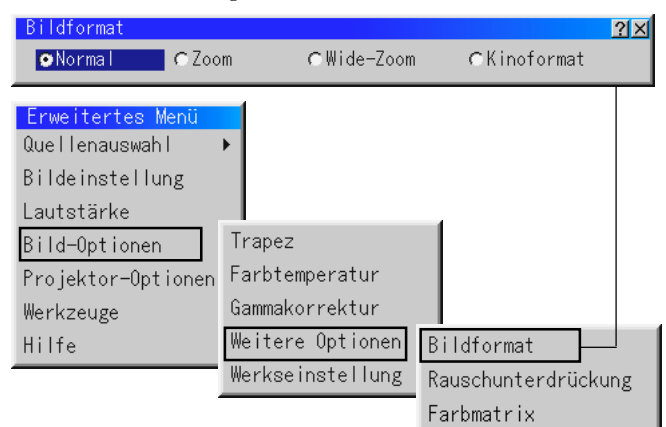 Bildformat
Normal Zoom Wide-Zoom Kinoformat
Erweitertes Menü
Quellenauswahl
Bildeinstellung
Lautstärke
Bild-Optionen
Projektor-Optionen
Werkzeuge
Hilfe
Trapez
Farbtemperatur
Gammakorrektur
Weitere Optionen
Werkseinstellung
Bildformat
Rauschunterdrückung
Farbmatrix